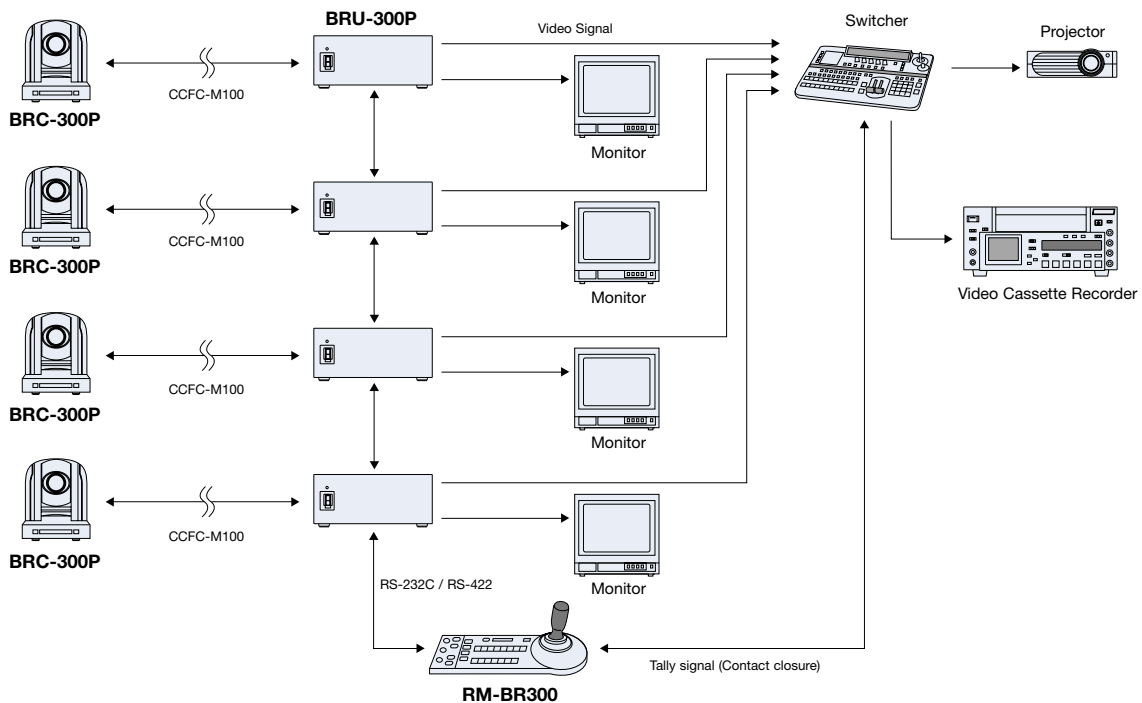 BRU-300P
Video Signal
Switcher
Projector
CCFC-M100
BRC-300P
Monitor
CCFC-M100
BRC-300P
Monitor
Video Cassette Recorder
CCFC-M100
BRC-300P
Monitor
CCFC-M100
BRC-300P
RS-232C / RS-422
Monitor
Tally signal (Contact closure)
RM-BR300